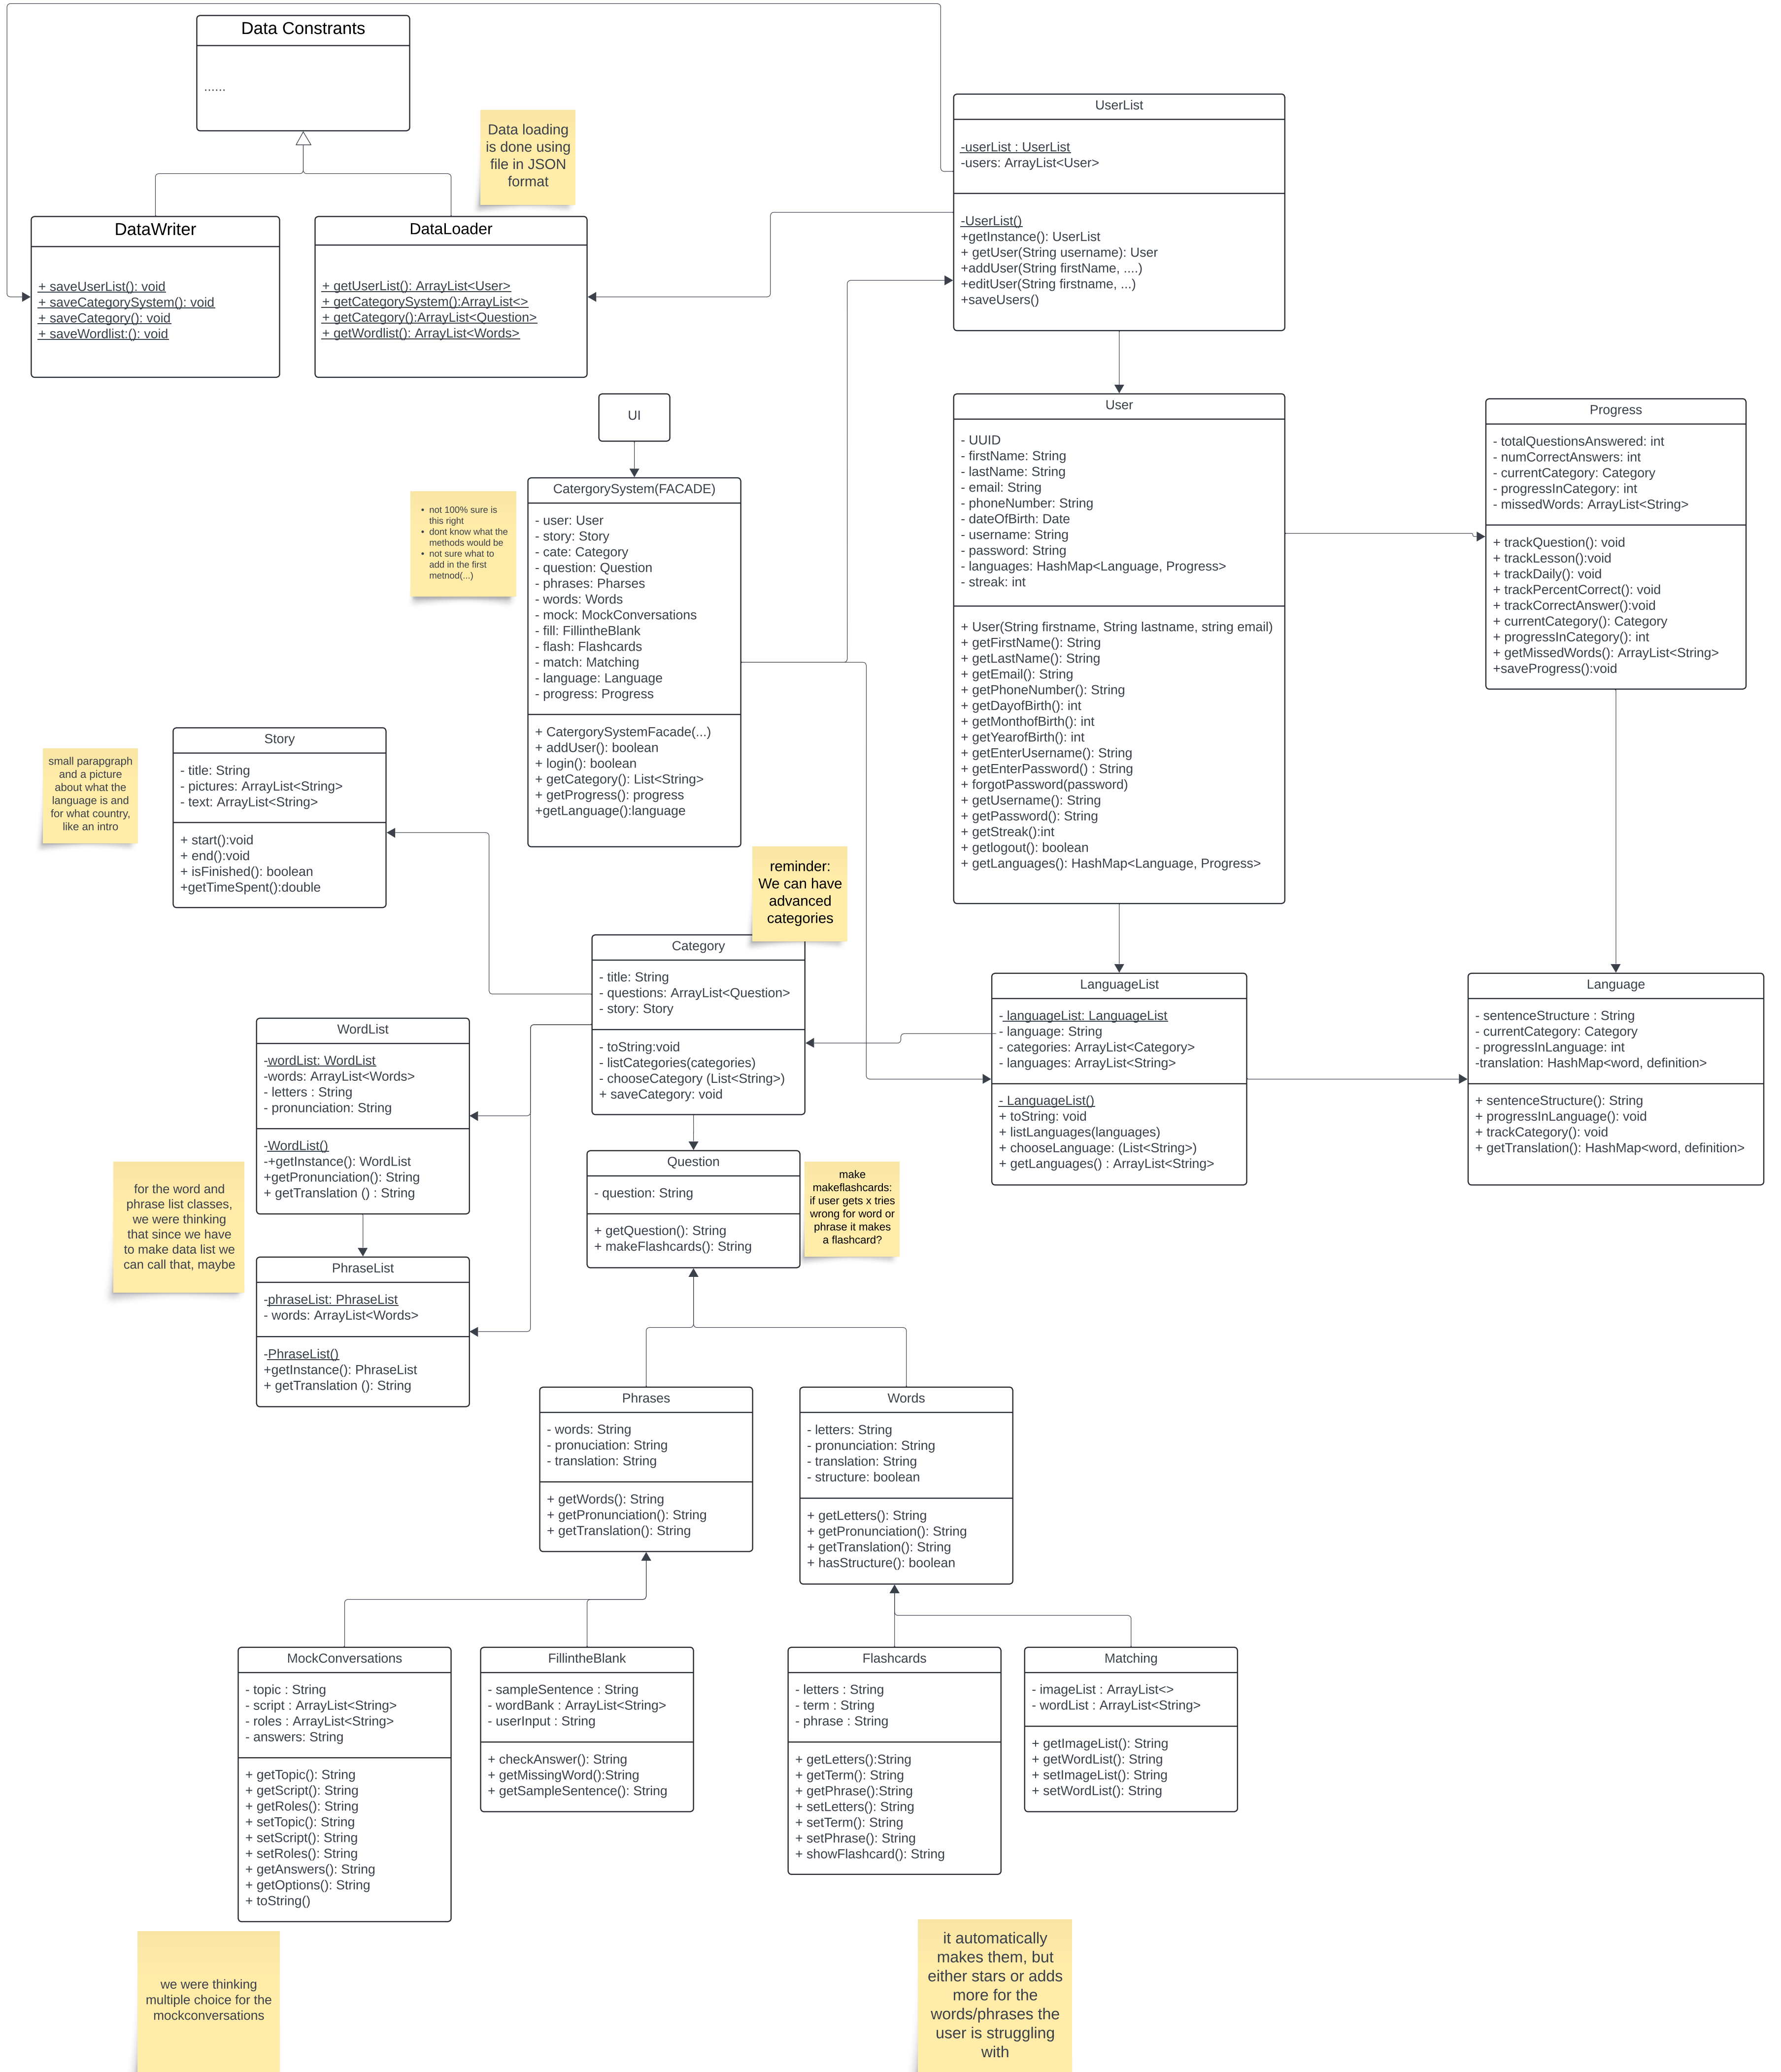 Data Constrants
......
Data loading
is done using
file in JSON
format
DataWriter
+ saveUserList(): void
+ saveCategorySystem(): void
+ saveCategory(): void
+ saveWordlist:(): void
DataLoader
+ getUserList(): ArrayList<User>
+ getCategorySystem():ArrayList<>
+ getCategory():ArrayList<Question>
+ getWordlist(): ArrayList<Words>
UserList
-userList : UserList
-users: ArrayList<User>
-UserList()
+getInstance(): UserList
+ getUser(String username): User
+addUser(String firstName, ....)
+editUser(String firstname, ...)
+saveUsers()
UI
User
- UUID
- firstName: String
- lastName: String
- email: String
- phoneNumber: String
- dateOfBirth: Date
- username: String
- password: String
- languages: HashMap<Language, Progress>
- streak: int
+ User(String firstname, String lastname, string email)
+ getFirstName(): String
+ getLastName(): String
+ getEmail(): String
+ getPhoneNumber(): String
+ getDayofBirth(): int
+ getMonthofBirth(): int
+ getYearofBirth(): int
+ getEnterUsername(): String
+ getEnterPassword() : String
+ forgotPassword(password)
+ getUsername(): String
+ getPassword(): String
+ getStreak():int
+ getlogout(): boolean
+ getLanguages(): HashMap<Language, Progress>
Progress
- totalQuestionsAnswered: int
- numCorrectAnswers: int
- currentCategory: Category
- progressInCategory: int
- missedWords: ArrayList<String>
+ trackQuestion(): void
+ trackLesson():void
+ trackDaily(): void
+ trackPercentCorrect(): void
+ trackCorrectAnswer():void
+ currentCategory(): Category
+ progressInCategory(): int
+ getMissedWords(): ArrayList<String>
+saveProgress():void
• not 100% sure is
this right
• dont know what the
methods would be
• not sure what to
add in the first
metnod(...)
CatergorySystem(FACADE)
- user: User
- story: Story
- cate: Category
- question: Question
- phrases: Pharses
- words: Words
- mock: MockConversations
- fill: FillintheBlank
- flash: Flashcards
- match: Matching
- language: Language
- progress: Progress
+ CatergorySystemFacade(...)
+ addUser(): boolean
+ login(): boolean
+ getCategory(): List<String>
+ getProgress(): progress
+getLanguage():language
small parapgraph
and a picture
about what the
language is and
for what country,
like an intro
Story
- title: String
- pictures: ArrayList<String>
- text: ArrayList<String>
+ start():void
+ end():void
+ isFinished(): boolean
+getTimeSpent():double
reminder:
We can have
advanced
categories
Category
- title: String
- questions: ArrayList<Question>
- story: Story
- toString:void
- listCategories(categories)
- chooseCategory (List<String>)
+ saveCategory: void
LanguageList
- languageList: LanguageList
- language: String
- categories: ArrayList<Category>
- languages: ArrayList<String>
- LanguageList()
+ toString: void
+ listLanguages(languages)
+ chooseLanguage: (List<String>)
+ getLanguages() : ArrayList<String>
Language
- sentenceStructure : String
- currentCategory: Category
- progressInLanguage: int
-translation: HashMap<word, definition>
+ sentenceStructure(): String
+ progressInLanguage(): void
+ trackCategory(): void
+ getTranslation(): HashMap<word, definition>
WordList
-wordList: WordList
-words: ArrayList<Words>
- letters : String
- pronunciation: String
-WordList()
-+getInstance(): WordList
+getPronunciation(): String
+ getTranslation () : String
for the word and
phrase list classes,
we were thinking
that since we have
to make data list we
can call that, maybe
PhraseList
-phraseList: PhraseList
- words: ArrayList<Words>
-PhraseList()
+getInstance(): PhraseList
+ getTranslation (): String
Question
- question: String
+ getQuestion(): String
+ makeFlashcards(): String
make
makeflashcards:
if user gets x tries
wrong for word or
phrase it makes
a flashcard?
Phrases
- words: String
- pronuciation: String
- translation: String
+ getWords(): String
+ getPronunciation(): String
+ getTranslation(): String
Words
- letters: String
- pronunciation: String
- translation: String
- structure: boolean
+ getLetters(): String
+ getPronunciation(): String
+ getTranslation(): String
+ hasStructure(): boolean
MockConversations
- topic : String
- script : ArrayList<String>
- roles : ArrayList<String>
- answers: String
+ getTopic(): String
+ getScript(): String
+ getRoles(): String
+ setTopic(): String
+ setScript(): String
+ setRoles(): String
+ getAnswers(): String
+ getOptions(): String
+ toString()
FillintheBlank
- sampleSentence : String
- wordBank : ArrayList<String>
- userInput : String
+ checkAnswer(): String
+ getMissingWord():String
+ getSampleSentence(): String
Flashcards
- letters : String
- term : String
- phrase : String
+ getLetters():String
+ getTerm(): String
+ getPhrase():String
+ setLetters(): String
+ setTerm(): String
+ setPhrase(): String
+ showFlashcard(): String
Matching
- imageList : ArrayList<>
- wordList : ArrayList<String>
+ getImageList(): String
+ getWordList(): String
+ setImageList(): String
+ setWordList(): String
we were thinking
multiple choice for the
mockconversations
it automatically
makes them, but
either stars or adds
more for the
words/phrases the
user is struggling
with